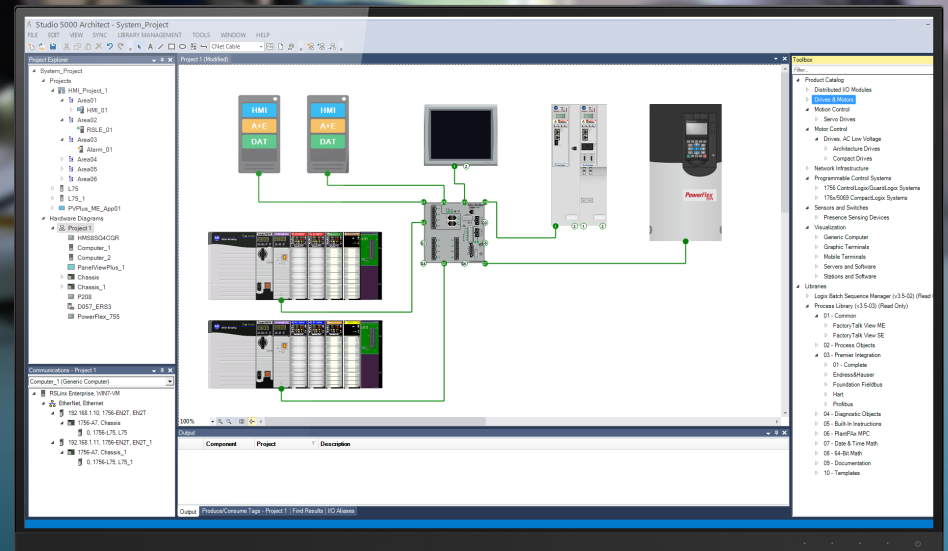 Studio 5000 Architect - System_Project
FILE EDIT VIEW SYNC LIBRARY MANAGEMENT TOOLS WINDOW HELP
CNet Cable
Project Explorer
System_Project
Projects
HMI_Project_1
Area01
HMI_01
Area02
RSLE_01
Area03
Alarm_01
Area04
Area05
Area06
L75
L75_1
PVPlus_ME_App01
Hardware Diagrams
Project 1
HMS8SG4CGR
Computer_1
Computer_2
PanelViewPlus_1
Chassis
Chassis_1
P208
D057_ERS3
PowerFlex_755
Communications - Project 1
Computer_1 (Generic Computer)
RSLinx Enterprise, WIN7-VM
EtherNet, Ethernet
192.168.1.10, 1756-EN2T, EN2T
1756-A7, Chassis
0, 1756-L75, L75
192.168.1.11, 1756-EN2T, EN2T_1
1756-A7, Chassis_1
0, 1756-L75, L75_1
Project 1 (Modified)
HMI
A+E
DAT
HMI
A+E
DAT
PowerFlex
100%
Output
Component Project Description
Output Produce/Consume Tags - Project 1 Find Results I/O Aliases
Toolbox
Filter...
Product Catalog
Distributed I/O Modules
Drives & Motors
Motion Control
Servo Drives
Motor Control
Drives, AC Low Voltage
Architecture Drives
Compact Drives
Network Infrastructure
Programmable Control Systems
1756 ControlLogix/GuardLogix Systems
176x/5069 CompactLogix Systems
Sensors and Switches
Presence Sensing Devices
Visualization
Generic Computer
Graphic Terminals
Mobile Terminals
Servers and Software
Stations and Software
Libraries
Logix Batch Sequence Manager (v3.5-02) (Read
Process Library (v3.5-03) (Read Only)
01 - Common
FactoryTalk View ME
FactoryTalk View SE
02 - Process Objects
03 - Premier Integration
01 - Complete
Endress&Hauser
Foundation Fieldbus
Hart
Profibus
04 - Diagnostic Objects
05 - Built-In Instructions
06 - PlantPAx MPC
07 - Date & Time Math
08 - 64-Bit Math
09 - Documentation
10 - Templates